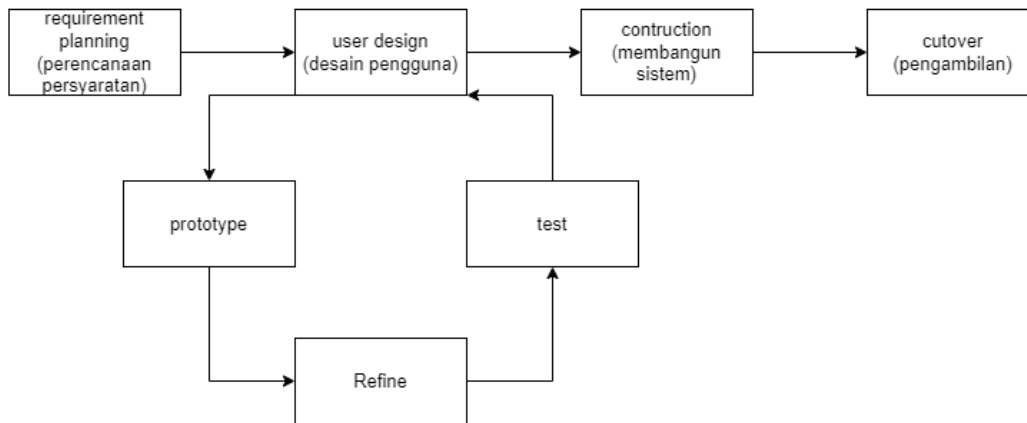 requirement
planning
(perencanaan
persyaratan)
user design
(desain pengguna)
contruction
(membangun
sistem)
cutover
(pengambilan)
prototype
test
Refine